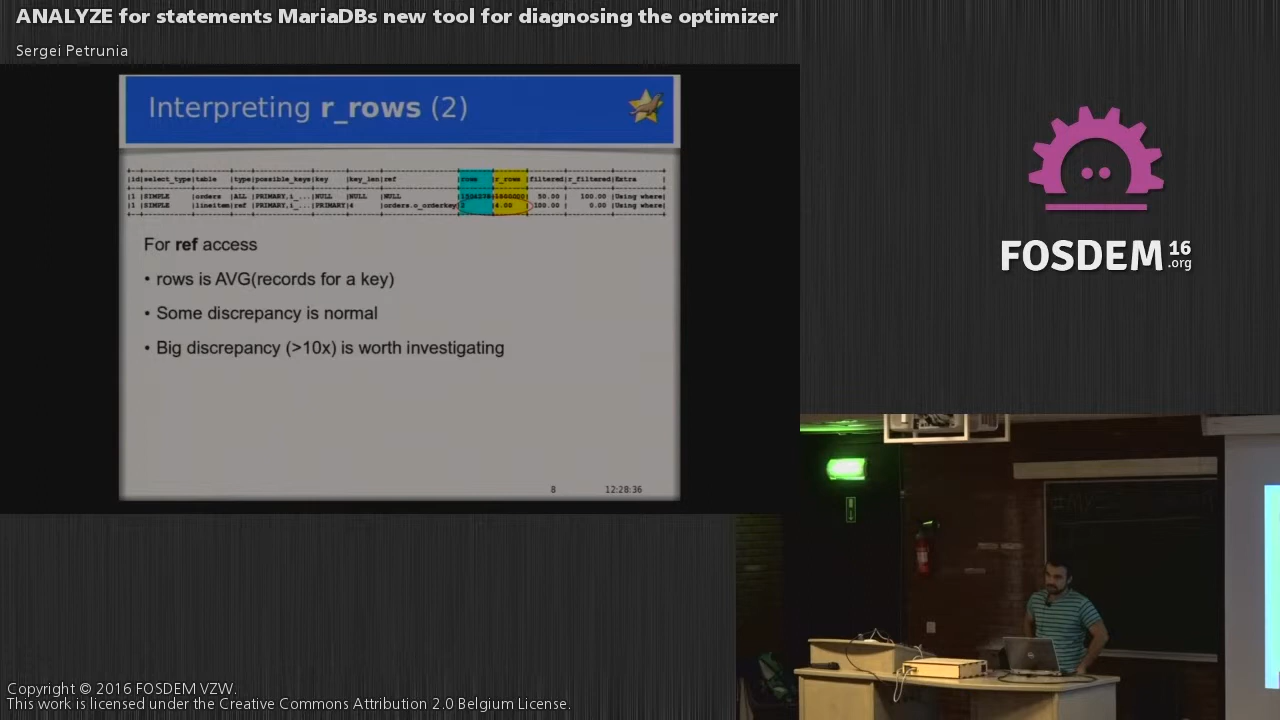 ANALYZE for statements MariaDBs new tool for diagnosing the optimizer
Sergei Petrunia
Interpreting r_rows (2)
|id|select_type|table |type|possible_keys|key |key_len|ref |rows |r_rows |filtered|r_filtered|Extra |
|1 |SIMPLE |orders |ALL |PRIMARY,i_...|NULL |NULL |NULL 50.00 | 100.00 |Using where|
|1 |SIMPLE |lineitem|ref |PRIMARY,i_...|PRIMARY|4 |orders.o_orderkey 4.00 |100.00 | 0.00 |Using where|
For ref access
• rows is AVG(records for a key)
• Some discrepancy is normal
• Big discrepancy (>10x) is worth investigating
8 12:28:36
FOSDEM 16 .org
Copyright © 2016 FOSDEM VZW.
This work is licensed under the Creative Commons Attribution 2.0 Belgium License.